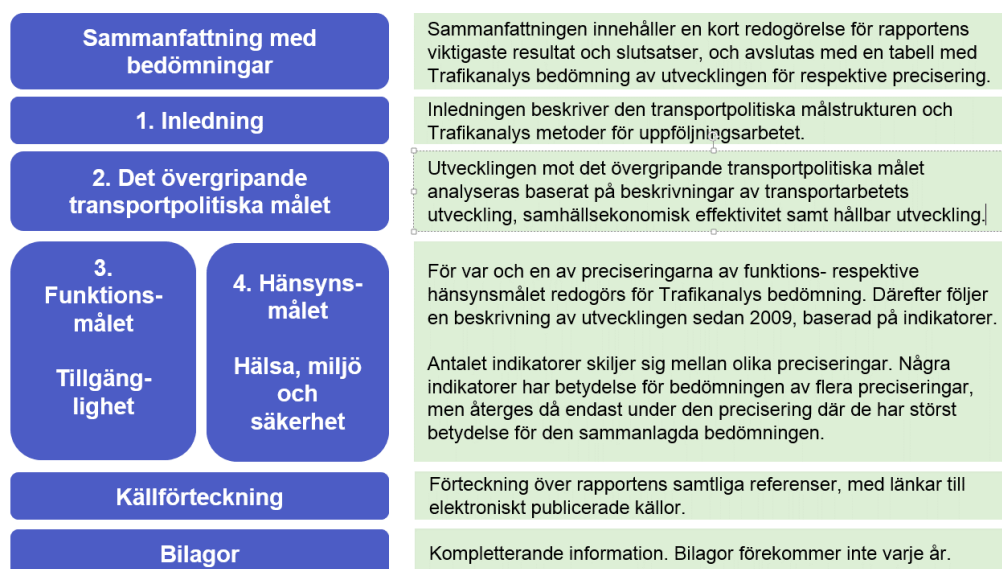 Sammanfattning med
bedömningar
Sammanfattningen innehåller en kort redogörelse för rapportens
viktigaste resultat och slutsatser, och avslutas med en tabell med
Trafikanalys bedömning av utvecklingen för respektive precisering.
1. Inledning
Inledningen beskriver den transportpolitiska målstrukturen och
Trafikanalys metoder för uppföljningsarbetet.
2. Det övergripande
transportpolitiska målet
Utvecklingen mot det övergripande transportpolitiska målet
analyseras baserat på beskrivningar av transportarbetets
utveckling, samhällsekonomisk effektivitet samt hållbar utveckling.
3.
Funktions-
målet
Tillgäng-
lighet
4. Hänsyns-
målet
Hälsa, miljö
och
säkerhet
För var och en av preciseringarna av funktions- respektive
hänsynsmålet redogörs för Trafikanalys bedömning. Därefter följer
en beskrivning av utvecklingen sedan 2009, baserad på indikatorer.
Antalet indikatorer skiljer sig mellan olika preciseringar. Några
indikatorer har betydelse för bedömningen av flera preciseringar,
men återges då endast under den precisering där de har störst
betydelse för den sammanlagda bedömningen.
Källförteckning
Förteckning över rapportens samtliga referenser, med länkar till
elektroniskt publicerade källor.
Bilagor
Kompletterande information. Bilagor förekommer inte varje år.